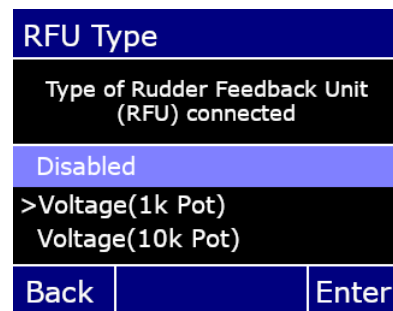 RFU Type
Type of Rudder Feedback Unit
(RFU) connected
Disabled
>Voltage(1k Pot)
Voltage(10k Pot)
Back
Enter